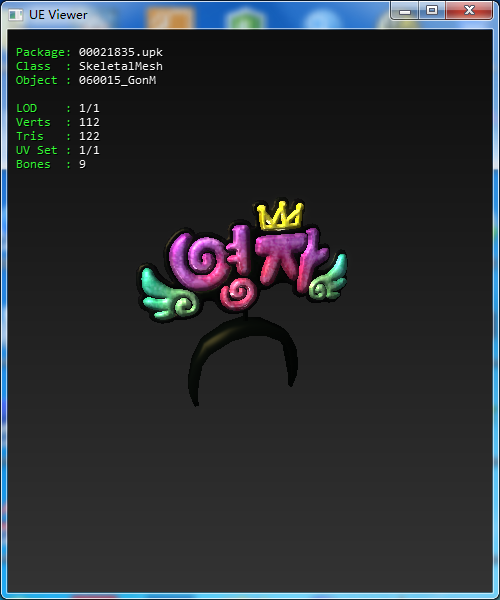 UE Viewer
Package: 00021835.upk
Class : SkeletalMesh
Object : 060015_GonM
LOD : 1/1
Verts : 112
Tris : 122
UV Set : 1/1
Bones : 9
영자